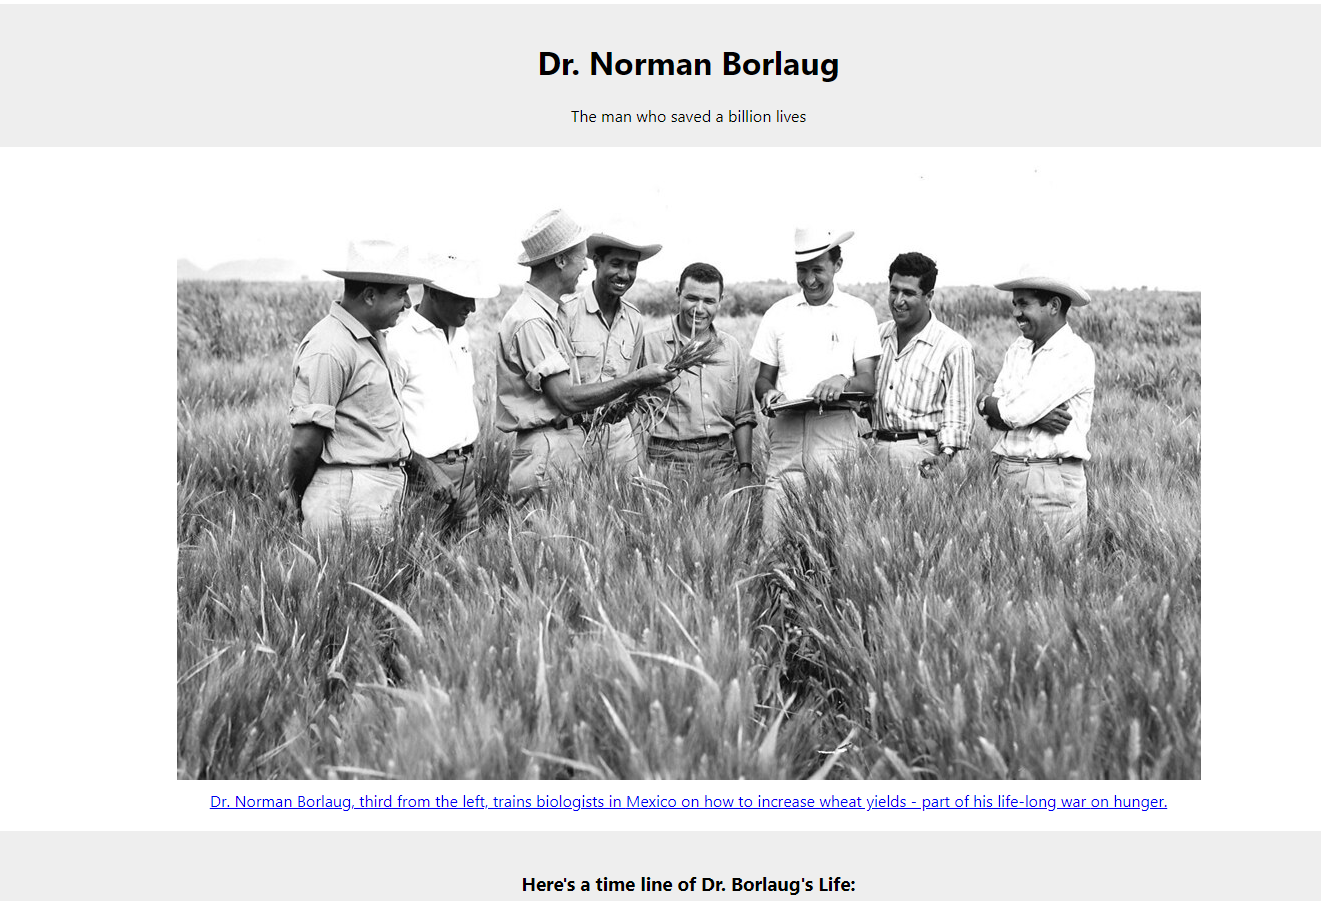 Dr. Norman Borlaug
The man who saved a billion lives
Dr. Norman Borlaug, third from the left, trains biologists in Mexico on how to increase wheat yields - part of his life-long war on hunger.
Here's a time line of Dr. Borlaug's Life: